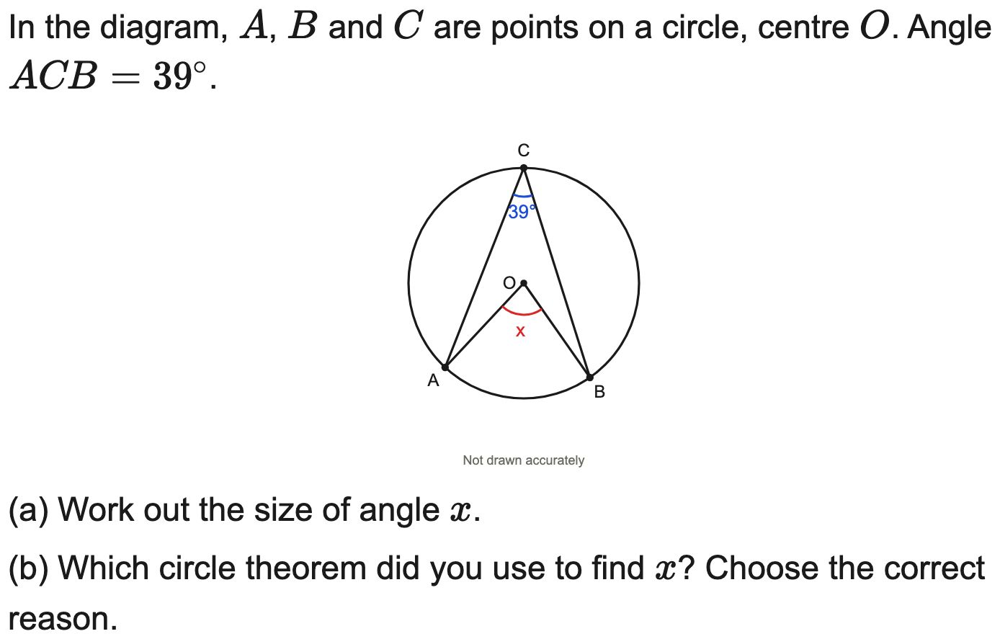 In the diagram, A, B and C are points on a circle, centre O. Angle
ACB = 39°.
C
39°
O
x
A
B
Not drawn accurately
(a) Work out the size of angle x.
(b) Which circle theorem did you use to find x? Choose the correct
reason.